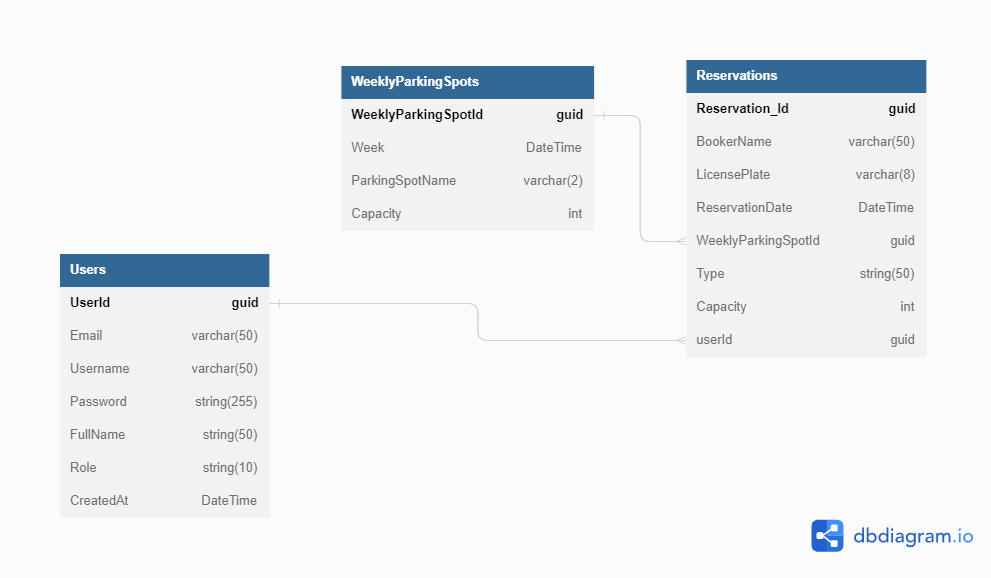 WeeklyParkingSpots
WeeklyParkingSpotId guid
Week DateTime
ParkingSpotName varchar(2)
Capacity int
Reservations
Reservation_Id guid
BookerName varchar(50)
LicensePlate varchar(8)
ReservationDate DateTime
WeeklyParkingSpotId guid
Type string(50)
Capacity int
userId guid
Users
UserId guid
Email varchar(50)
Username varchar(50)
Password string(255)
FullName string(50)
Role string(10)
CreatedAt DateTime
dbdiagram.io